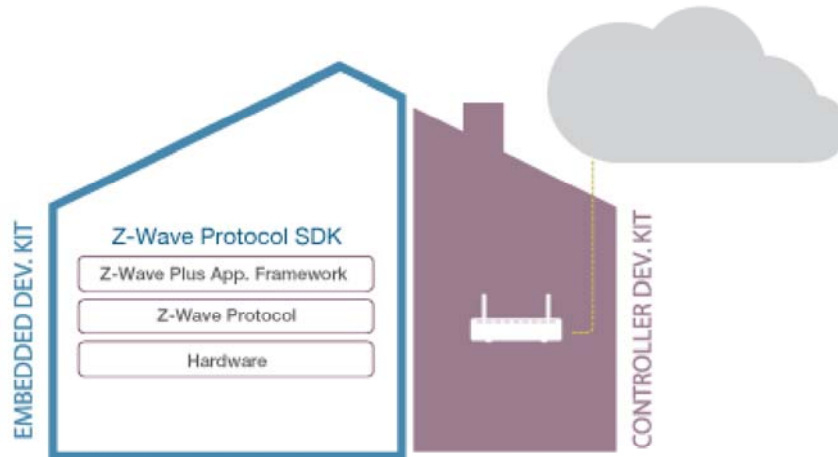 EMBEDDED DEV. KIT
Z-Wave Protocol SDK
Z-Wave Plus App. Framework
Z-Wave Protocol
Hardware
CONTROLLER DEV. KIT